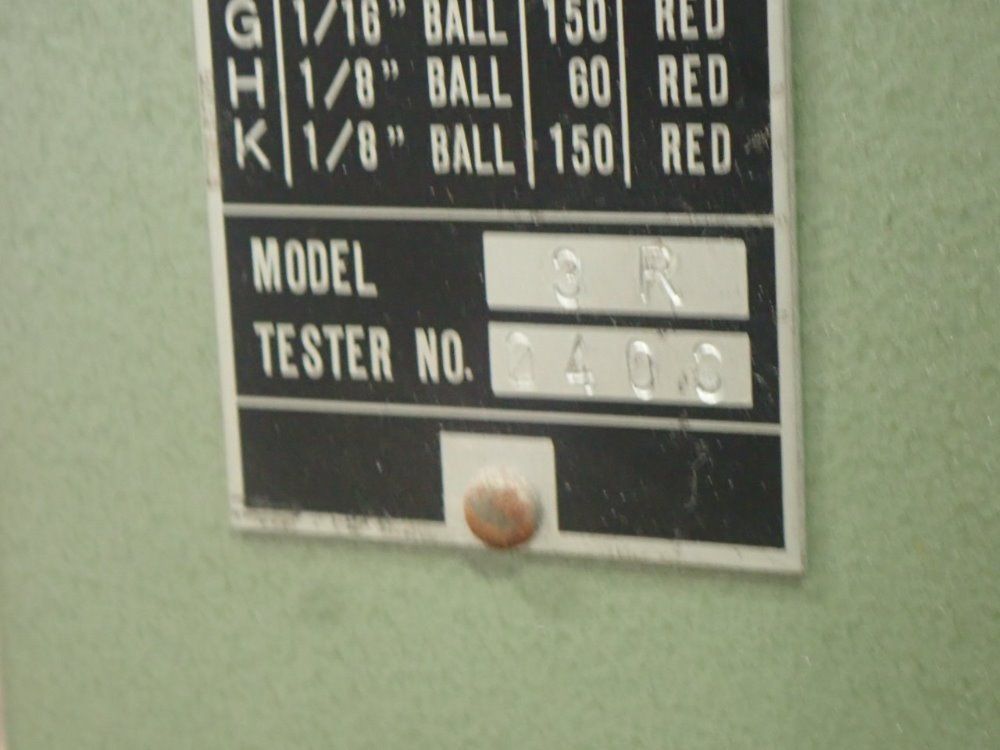 G 1/16" BALL 150 RED
H 1/8" BALL 60 RED
K 1/8" BALL 150 RED
MODEL 3 R
TESTER NO.